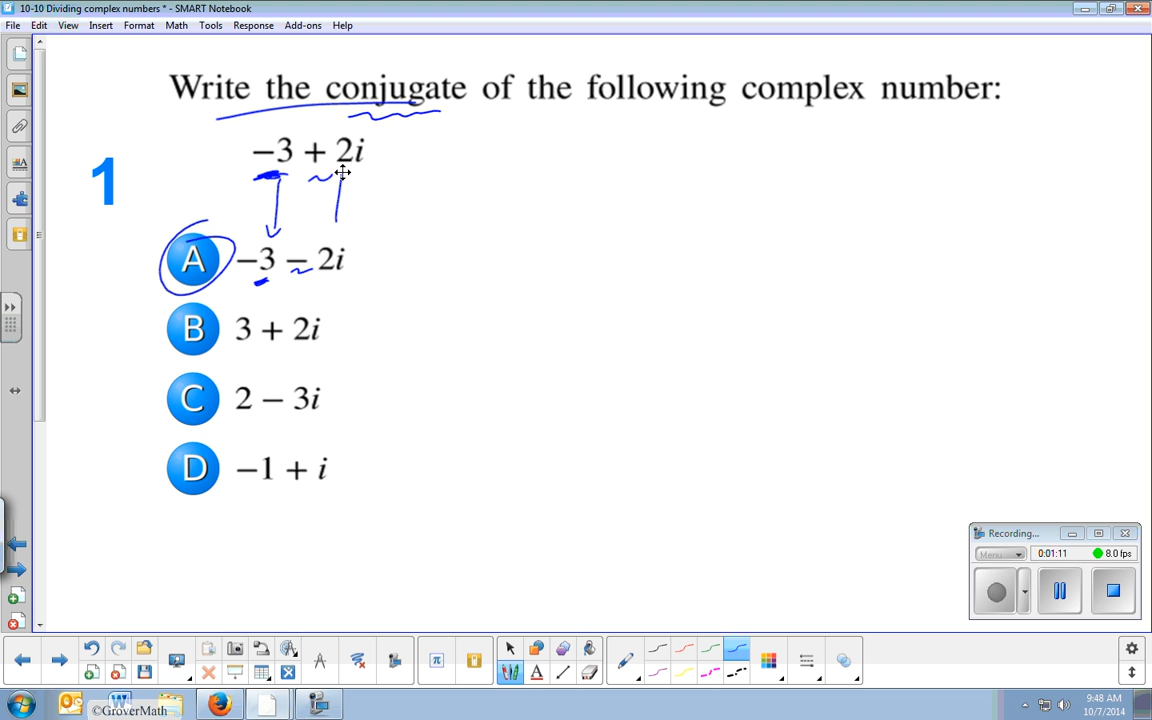 10-10 Dividing complex numbers * - SMART Notebook
File Edit View Insert Format Math Tools Response Add-ons Help
Write the conjugate of the following complex number:
1
−3 + 2i
A −3 − 2i
B 3 + 2i
C 2 − 3i
D −1 + i
Recording...
Menu 0:01:11 8.0 fps
π
A
©GroverMath
9:48 AM
10/7/2014